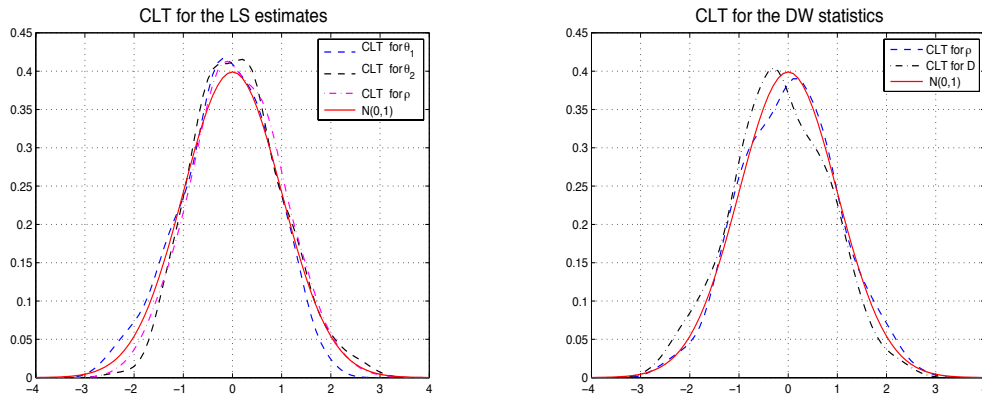 CLT for the LS estimates
0.45
0.4
0.35
0.3
0.25
0.2
0.15
0.1
0.05
0
−4 −3 −2 −1 0 1 2 3 4
CLT for θ1
CLT for θ2
CLT for ρ
N(0,1)
CLT for the DW statistics
0.45
0.4
0.35
0.3
0.25
0.2
0.15
0.1
0.05
0
−4 −3 −2 −1 0 1 2 3 4
CLT for ρ
CLT for D
N(0,1)